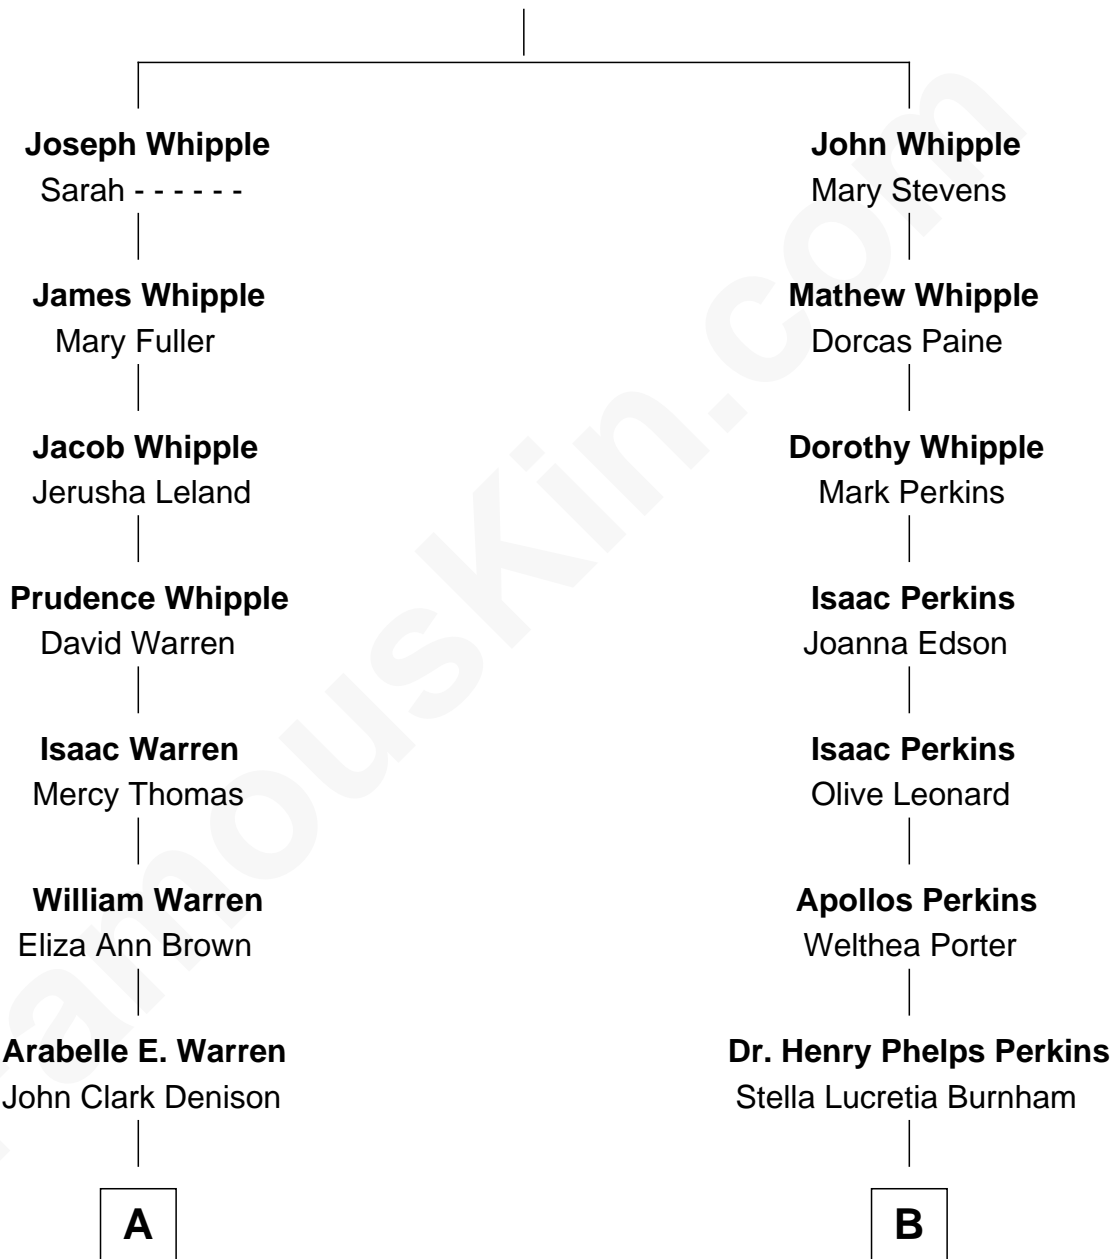 Joseph Whipple
Sarah - - - - - -
John Whipple
Mary Stevens
James Whipple
Mary Fuller
Mathew Whipple
Dorcas Paine
Jacob Whipple
Jerusha Leland
Dorothy Whipple
Mark Perkins
Prudence Whipple
David Warren
Isaac Perkins
Joanna Edson
Isaac Warren
Mercy Thomas
Isaac Perkins
Olive Leonard
William Warren
Eliza Ann Brown
Apollos Perkins
Welthea Porter
Arabelle E. Warren
John Clark Denison
Dr. Henry Phelps Perkins
Stella Lucretia Burnham
A
B
FamousKin.com